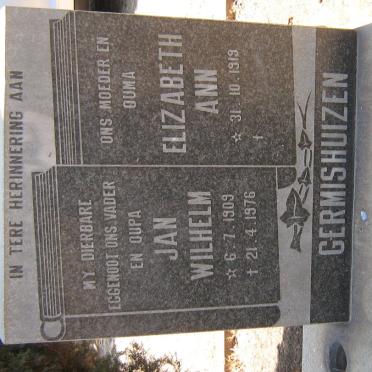 IN TERE HERINNERING AAN
MY DIERBARE
EGGENOOT ONS VADER
EN OUPA
JAN
WILHELM
☆ 6.7.1909
✝ 21.4.1976
ONS MOEDER EN
OUMA
ELIZABETH
ANN
☆ 31.10.1919
✝
GERMISHUIZEN